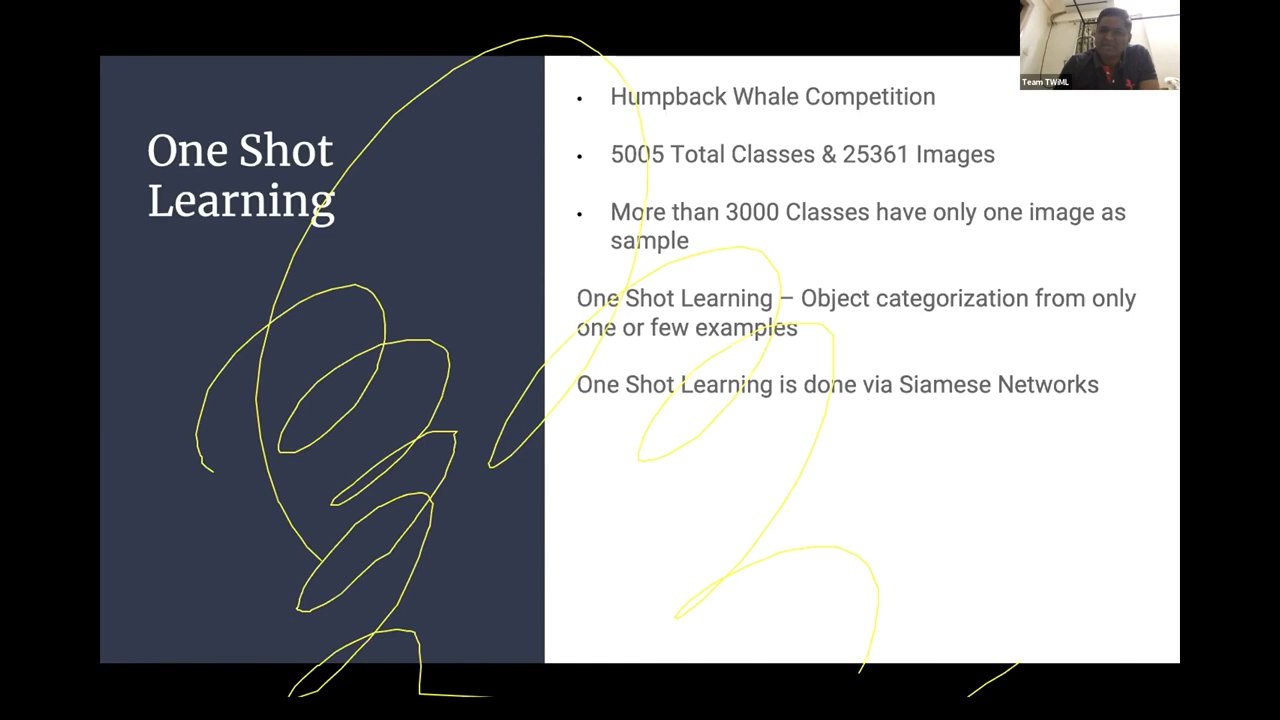 One Shot
Learning
• Humpback Whale Competition
• 5005 Total Classes & 25361 Images
• More than 3000 Classes have only one image as
sample
One Shot Learning – Object categorization from only
one or few examples
One Shot Learning is done via Siamese Networks
Team TWiML